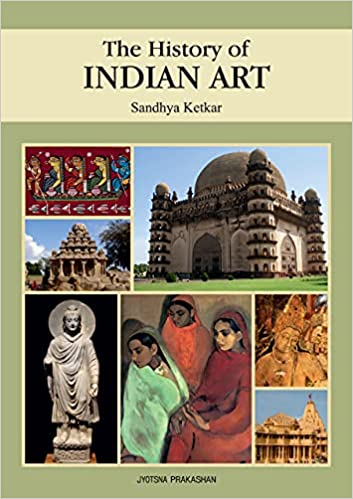 The History of
INDIAN ART
Sandhya Ketkar
JYOTSNA PRAKASHAN